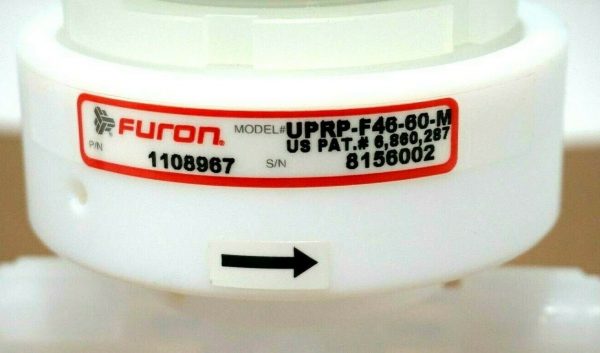 FURON. MODEL# UPRP-F46-60-M
US PAT.# 6,860,287
P/N 1108967 S/N 8156002